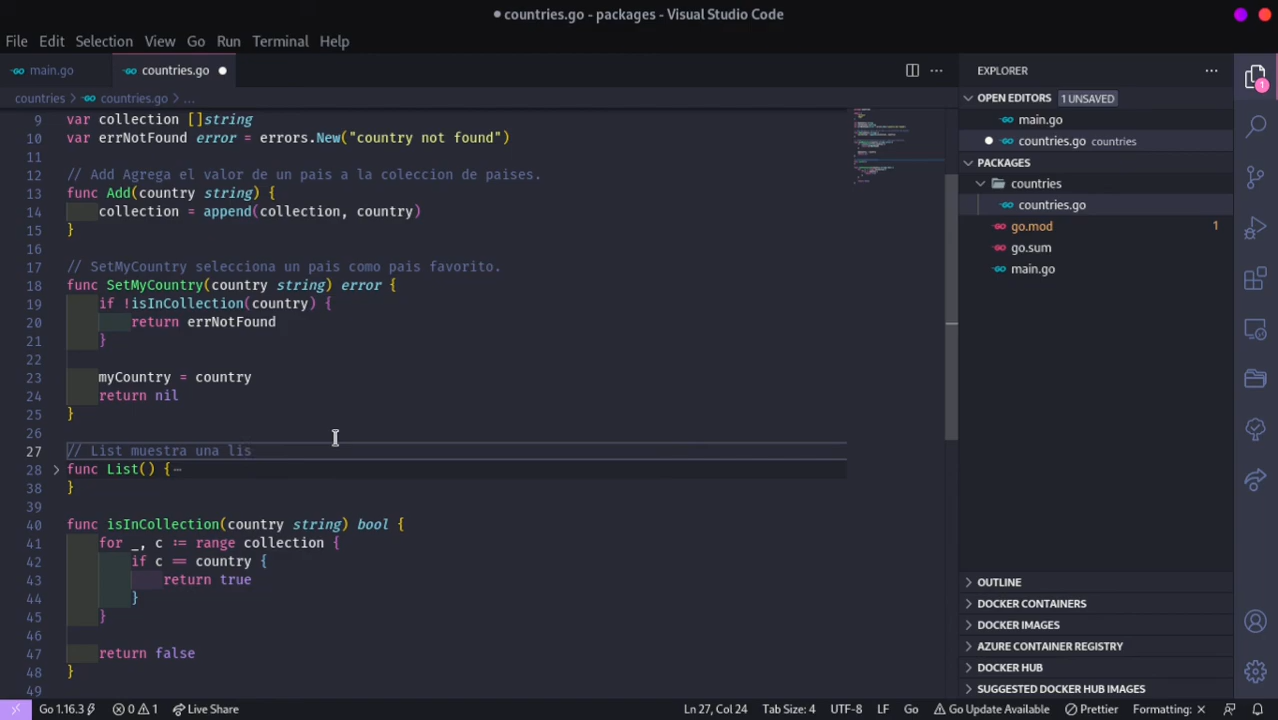 countries.go - packages - Visual Studio Code
File Edit Selection View Go Run Terminal Help
main.go countries.go
countries > countries.go > ...
9 var collection []string
10 var errNotFound error = errors.New("country not found")
11
12 // Add Agrega el valor de un pais a la coleccion de paises.
13 func Add(country string) {
14 collection = append(collection, country)
15 }
16
17 // SetMyCountry selecciona un pais como pais favorito.
18 func SetMyCountry(country string) error {
19 if !isInCollection(country) {
20 return errNotFound
21 }
22
23 myCountry = country
24 return nil
25 }
26
27 // List muestra una lis
28 func List() {
38 }
39
40 func isInCollection(country string) bool {
41 for _, c := range collection {
42 if c == country {
43 return true
44 }
45 }
46
47 return false
48 }
49
EXPLORER
OPEN EDITORS 1 UNSAVED
main.go
countries.go countries
PACKAGES
countries
countries.go
go.mod 1
go.sum
main.go
OUTLINE
DOCKER CONTAINERS
DOCKER IMAGES
AZURE CONTAINER REGISTRY
DOCKER HUB
SUGGESTED DOCKER HUB IMAGES
1
Go 1.16.3 0 1 Live Share Ln 27, Col 24 Tab Size: 4 UTF-8 LF Go Go Update Available Prettier Formatting: ×